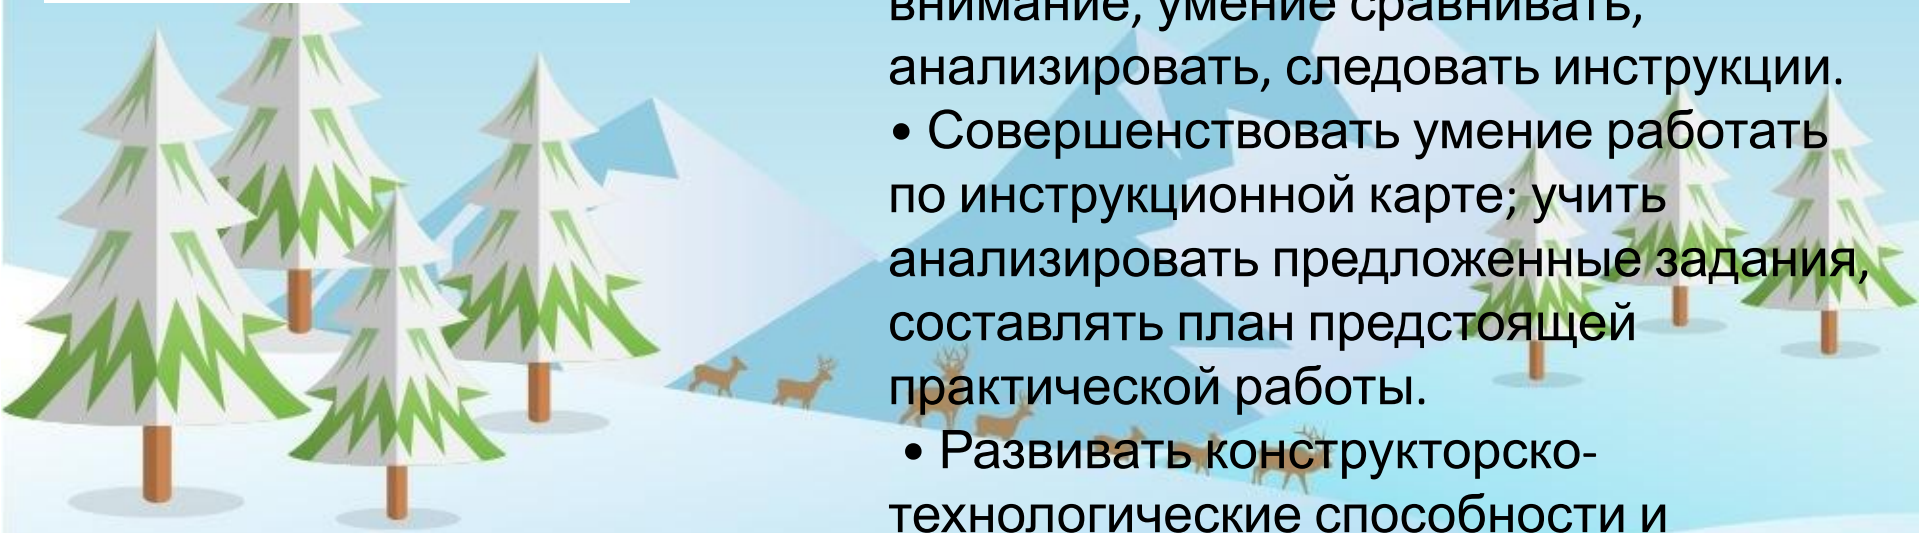 внимание, умение сравнивать,
анализировать, следовать инструкции.
• Совершенствовать умение работать
по инструкционной карте; учить
анализировать предложенные задания,
составлять план предстоящей
практической работы.
• Развивать конструкторско-
технологические способности и